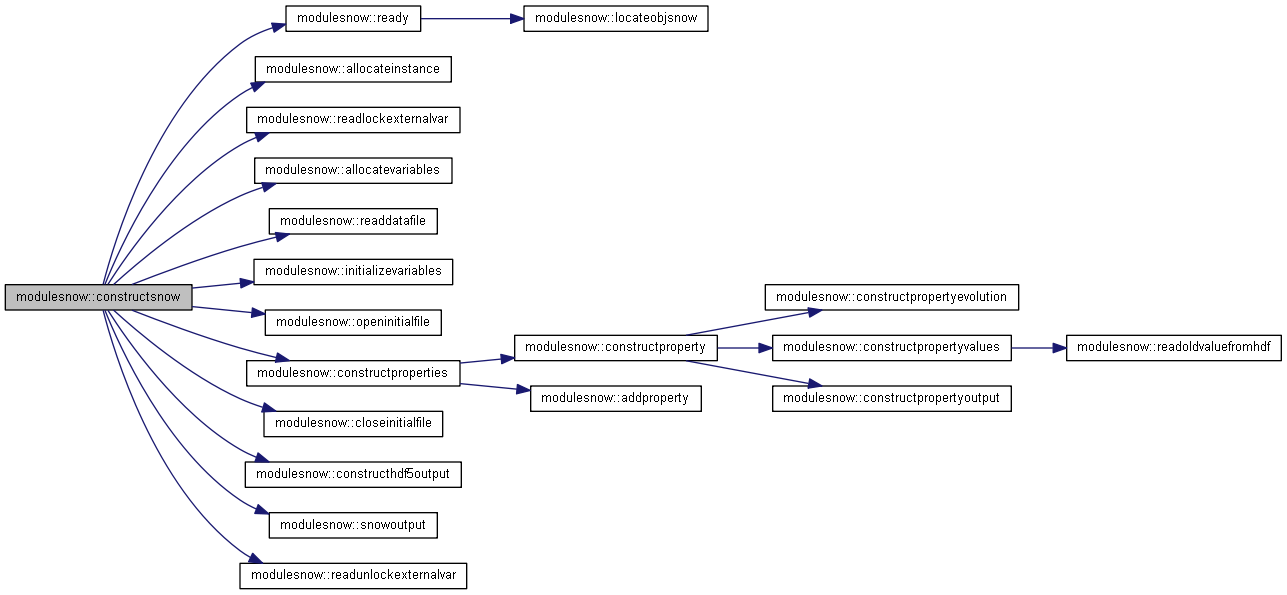 modulesnow::ready
modulesnow::locateobjsnow
modulesnow::allocateinstance
modulesnow::readlockexternalvar
modulesnow::allocatevariables
modulesnow::readdatafile
modulesnow::initializevariables
modulesnow::constructsnow
modulesnow::openinitialfile
modulesnow::constructproperties
modulesnow::constructproperty
modulesnow::addproperty
modulesnow::constructpropertyevolution
modulesnow::constructpropertyvalues
modulesnow::readoldvaluefromhdf
modulesnow::constructpropertyoutput
modulesnow::closeinitialfile
modulesnow::constructhdf5output
modulesnow::snowoutput
modulesnow::readunlockexternalvar